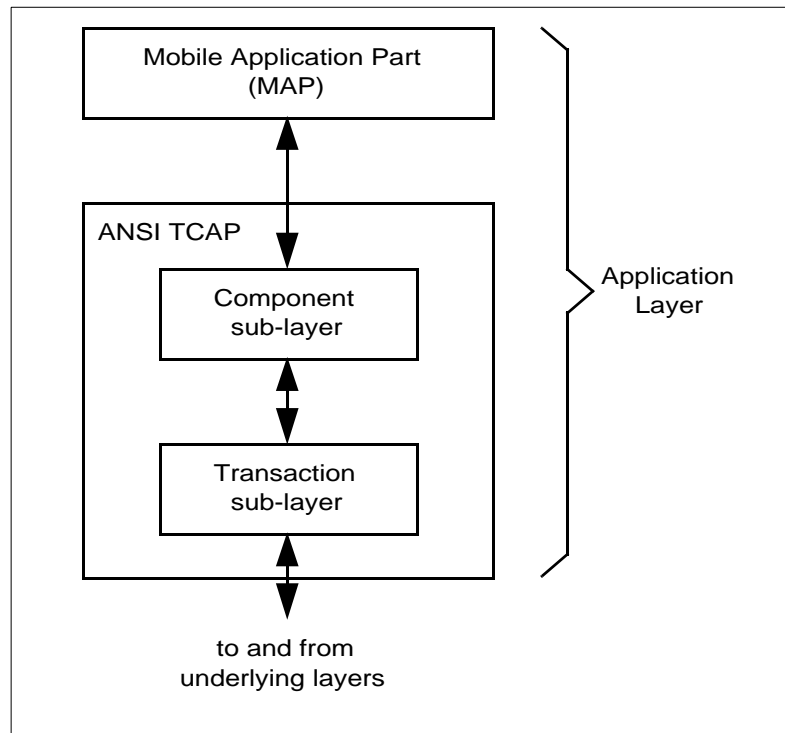 Mobile Application Part
(MAP)
ANSI TCAP
Component
sub-layer
Application
Layer
Transaction
sub-layer
to and from
underlying layers